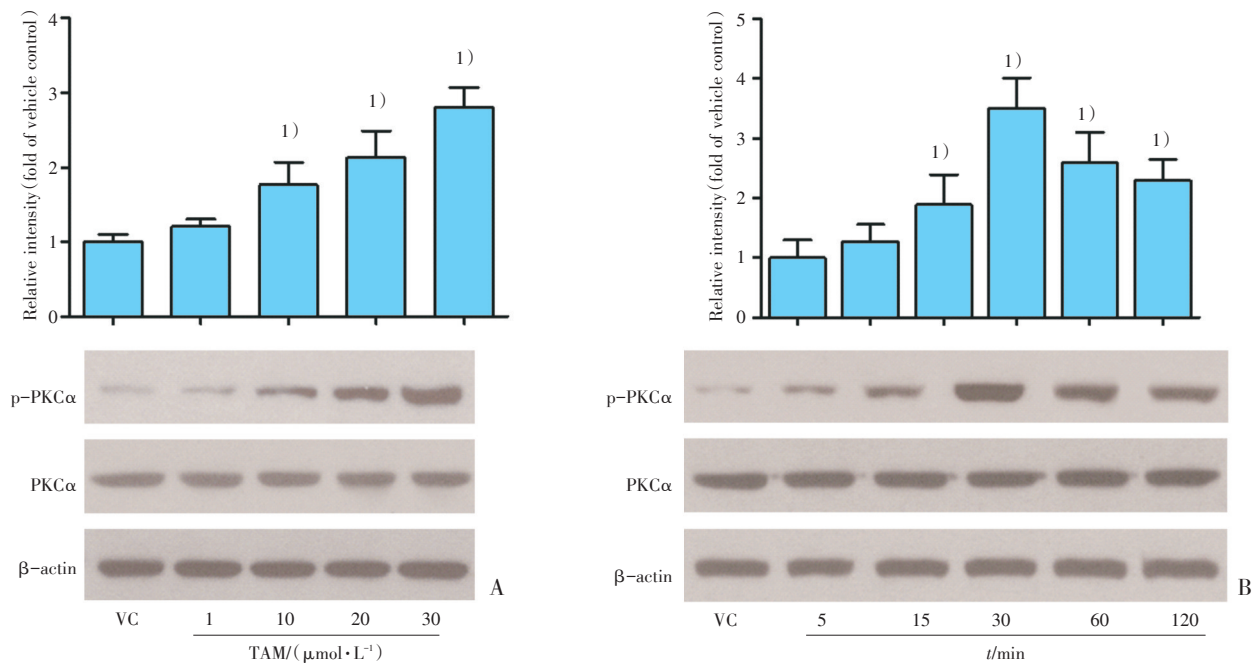 Relative intensity(fold of vehicle control)
4
3
2
1
0
1)
1)
1)
p-PKCα
PKCα
β-actin
VC 1 10 20 30
TAM/(μmol·L⁻¹)
A
Relative intensity(fold of vehicle control)
5
4
3
2
1
0
1)
1)
1)
1)
p-PKCα
PKCα
β-actin
VC 5 15 30 60 120
t/min
B